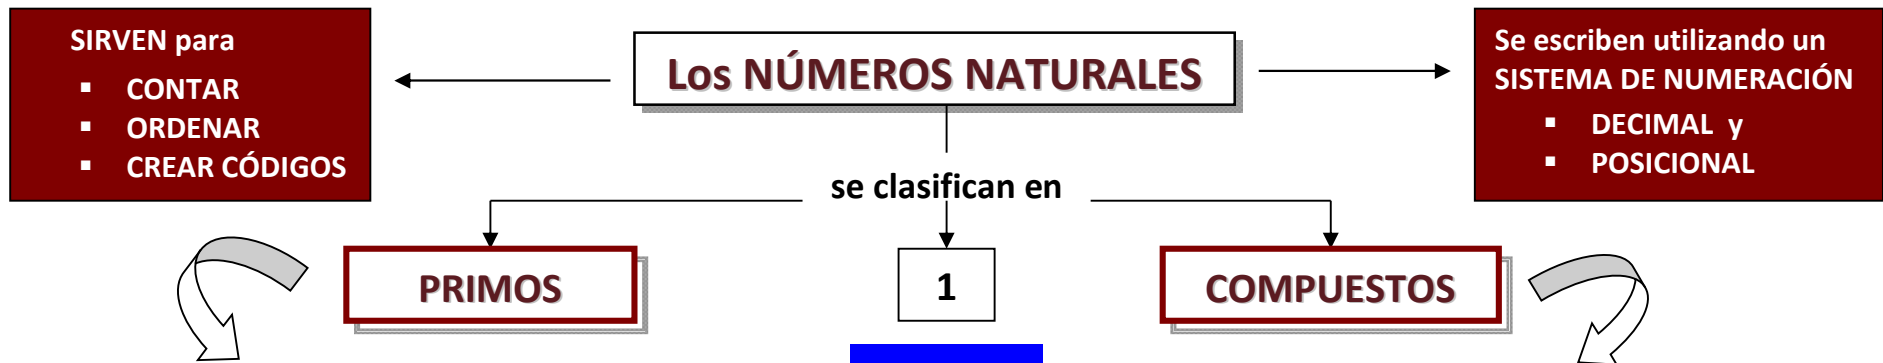 SIRVEN para
▪ CONTAR
▪ ORDENAR
▪ CREAR CÓDIGOS
Los NÚMEROS NATURALES
Se escriben utilizando un
SISTEMA DE NUMERACIÓN
▪ DECIMAL y
▪ POSICIONAL
se clasifican en
PRIMOS
1
COMPUESTOS